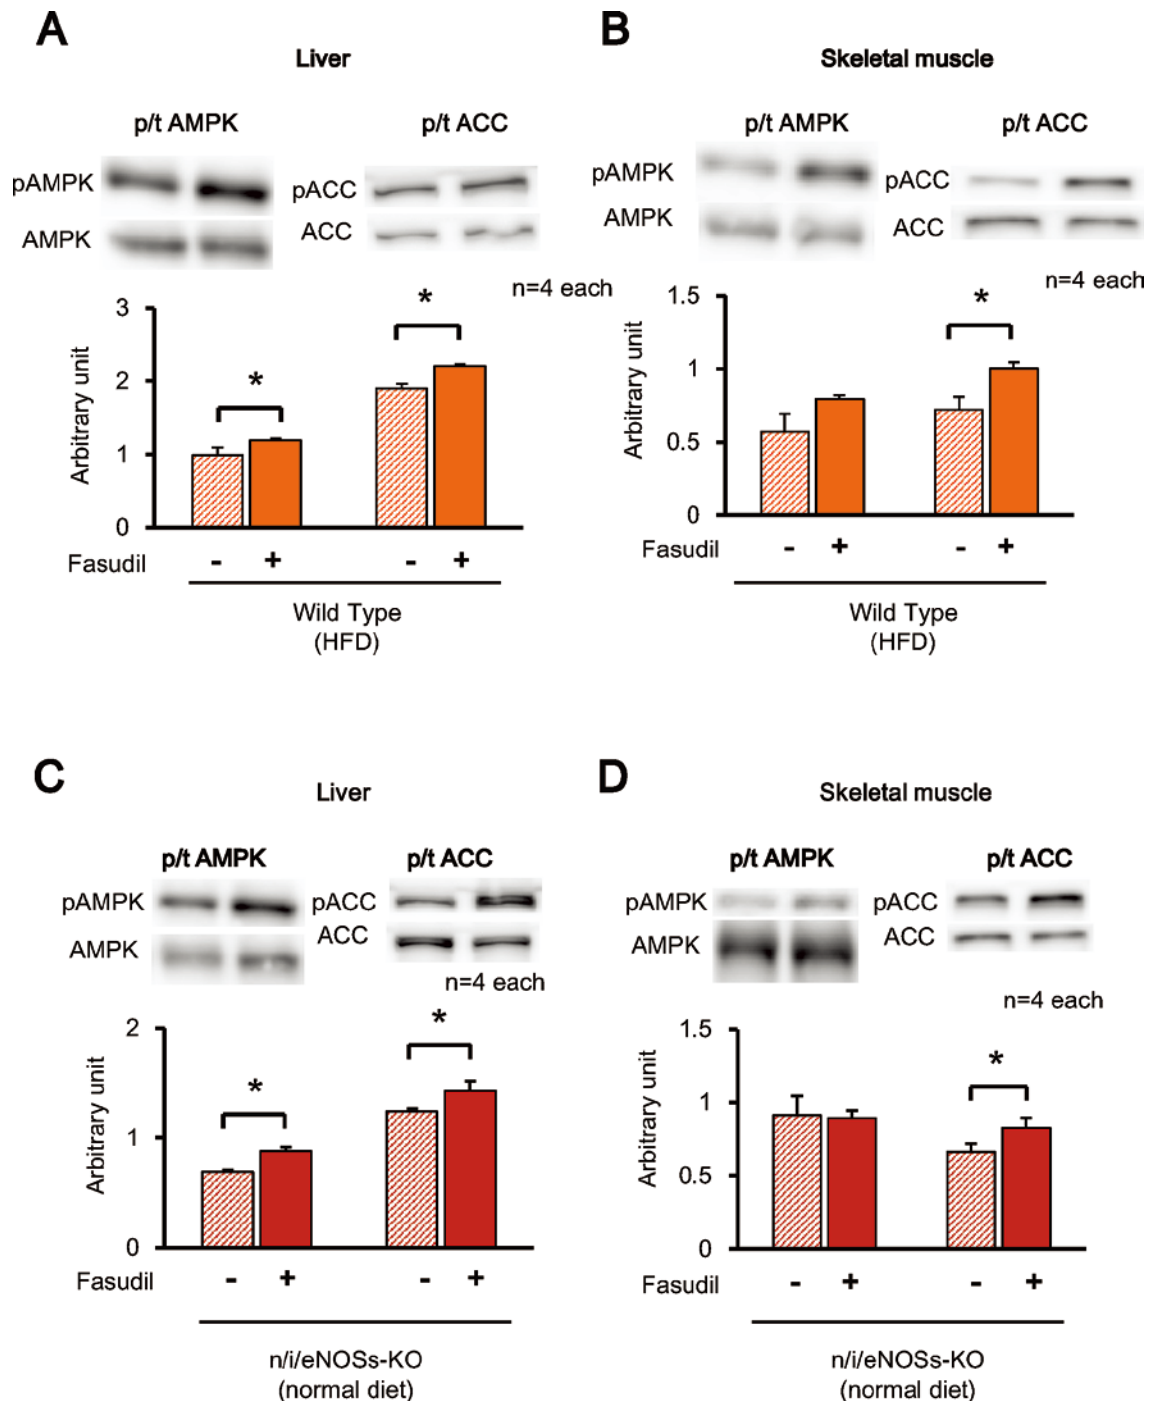 A
Liver
p/t AMPK
p/t ACC
pAMPK
AMPK
pACC
ACC
n=4 each
3
2
1
0
Arbitrary unit
*
*
Fasudil - + - +
Wild Type
(HFD)
B
Skeletal muscle
p/t AMPK
p/t ACC
pAMPK
AMPK
pACC
ACC
n=4 each
1.5
1
0.5
0
Arbitrary unit
*
Fasudil - + - +
Wild Type
(HFD)
C
Liver
p/t AMPK
p/t ACC
pAMPK
AMPK
pACC
ACC
n=4 each
2
1
0
Arbitrary unit
*
*
Fasudil - + - +
n/i/eNOSs-KO
(normal diet)
D
Skeletal muscle
p/t AMPK
p/t ACC
pAMPK
AMPK
pACC
ACC
n=4 each
1.5
1
0.5
0
Arbitrary unit
*
Fasudil - + - +
n/i/eNOSs-KO
(normal diet)